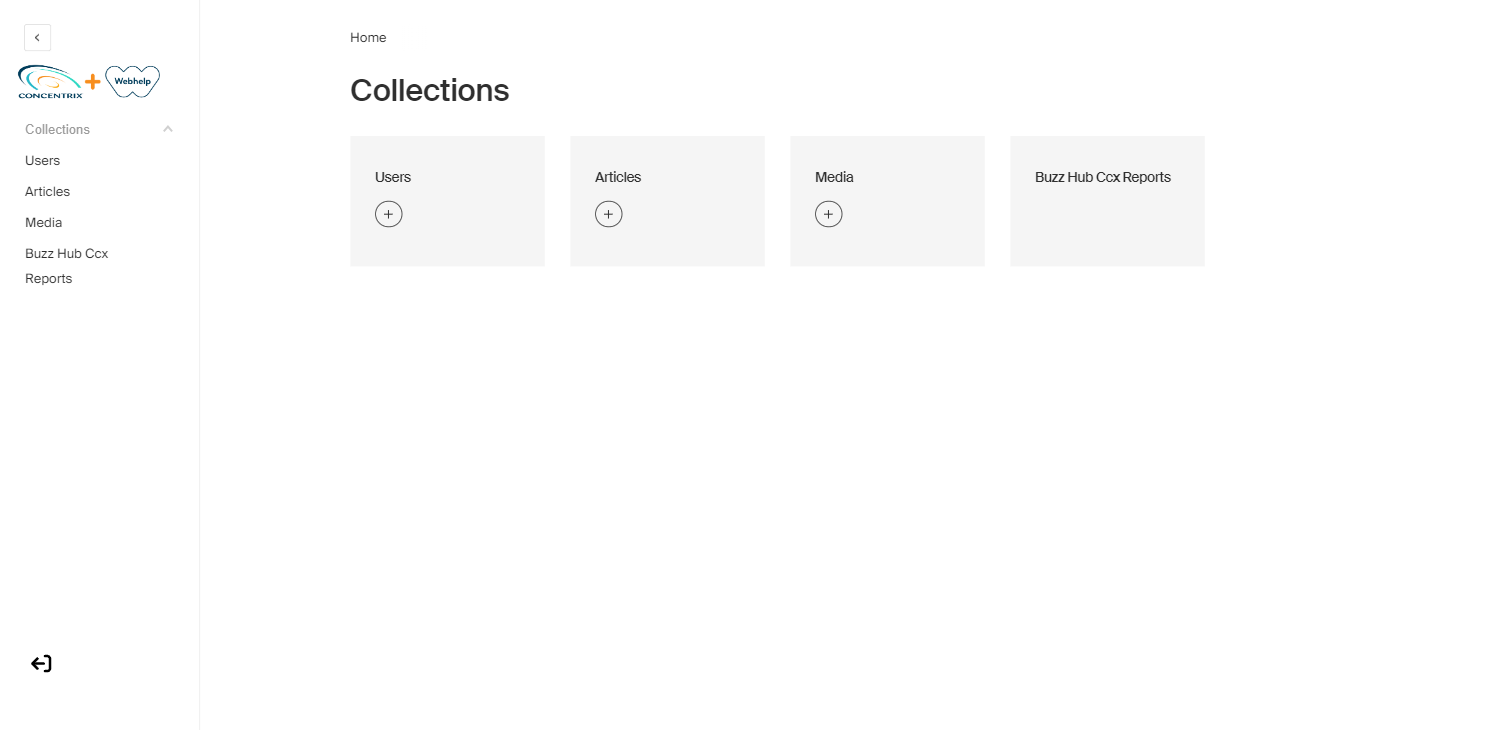 CONCENTRIX + Webhelp
Collections
Users
Articles
Media
Buzz Hub Ccx
Reports
Home
Collections
Users
Articles
Media
Buzz Hub Ccx Reports